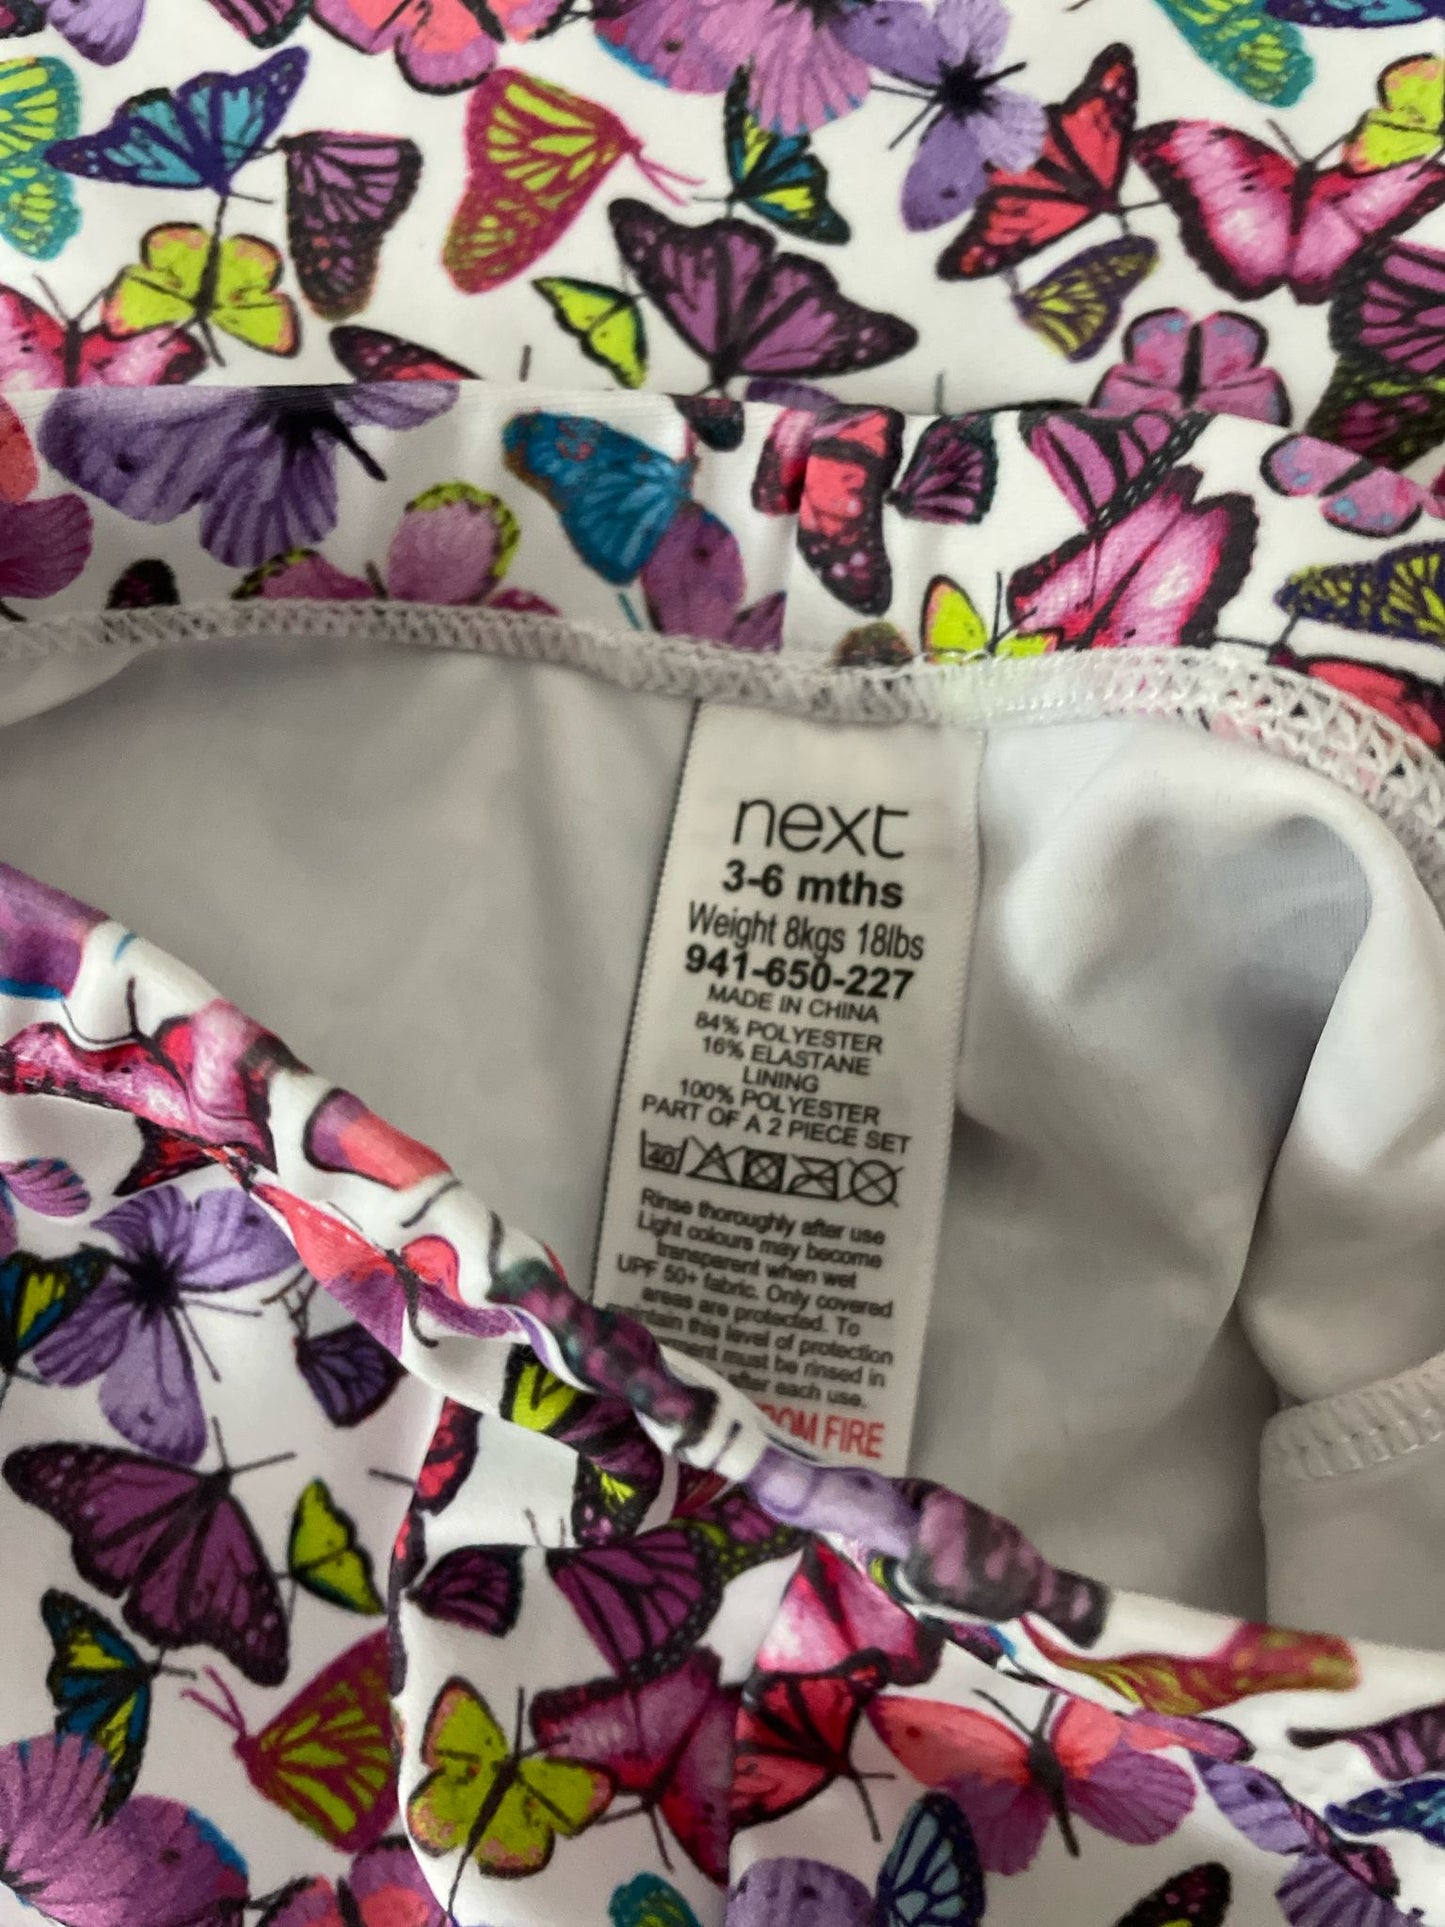 next
3-6 mths
Weight 8kgs 18lbs
941-650-227
MADE IN CHINA
84% POLYESTER
16% ELASTANE
LINING
100% POLYESTER
PART OF A 2 PIECE SET
40
Rinse thoroughly after use
Light colours may become
transparent when wet
UPF 50+ fabric. Only covered
areas are protected. To
this level of protection
must be rinsed in
after each use.
FIRE